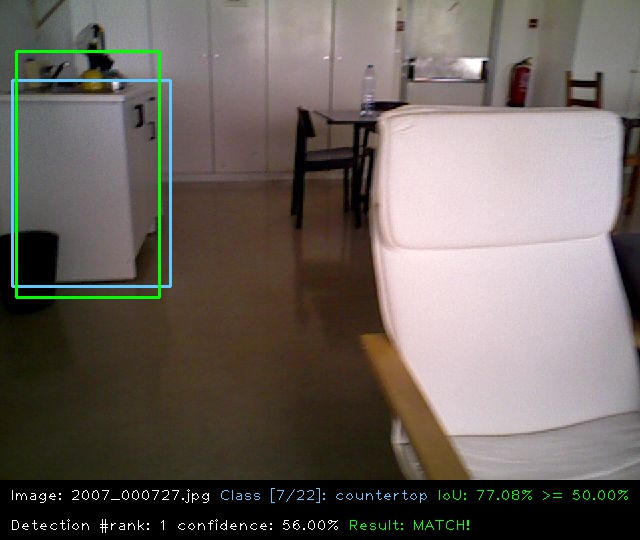 Image: 2007_000727.jpg Class [7/22]: countertop IoU: 77.08% >= 50.00%
Detection #rank: 1 confidence: 56.00% Result: MATCH!